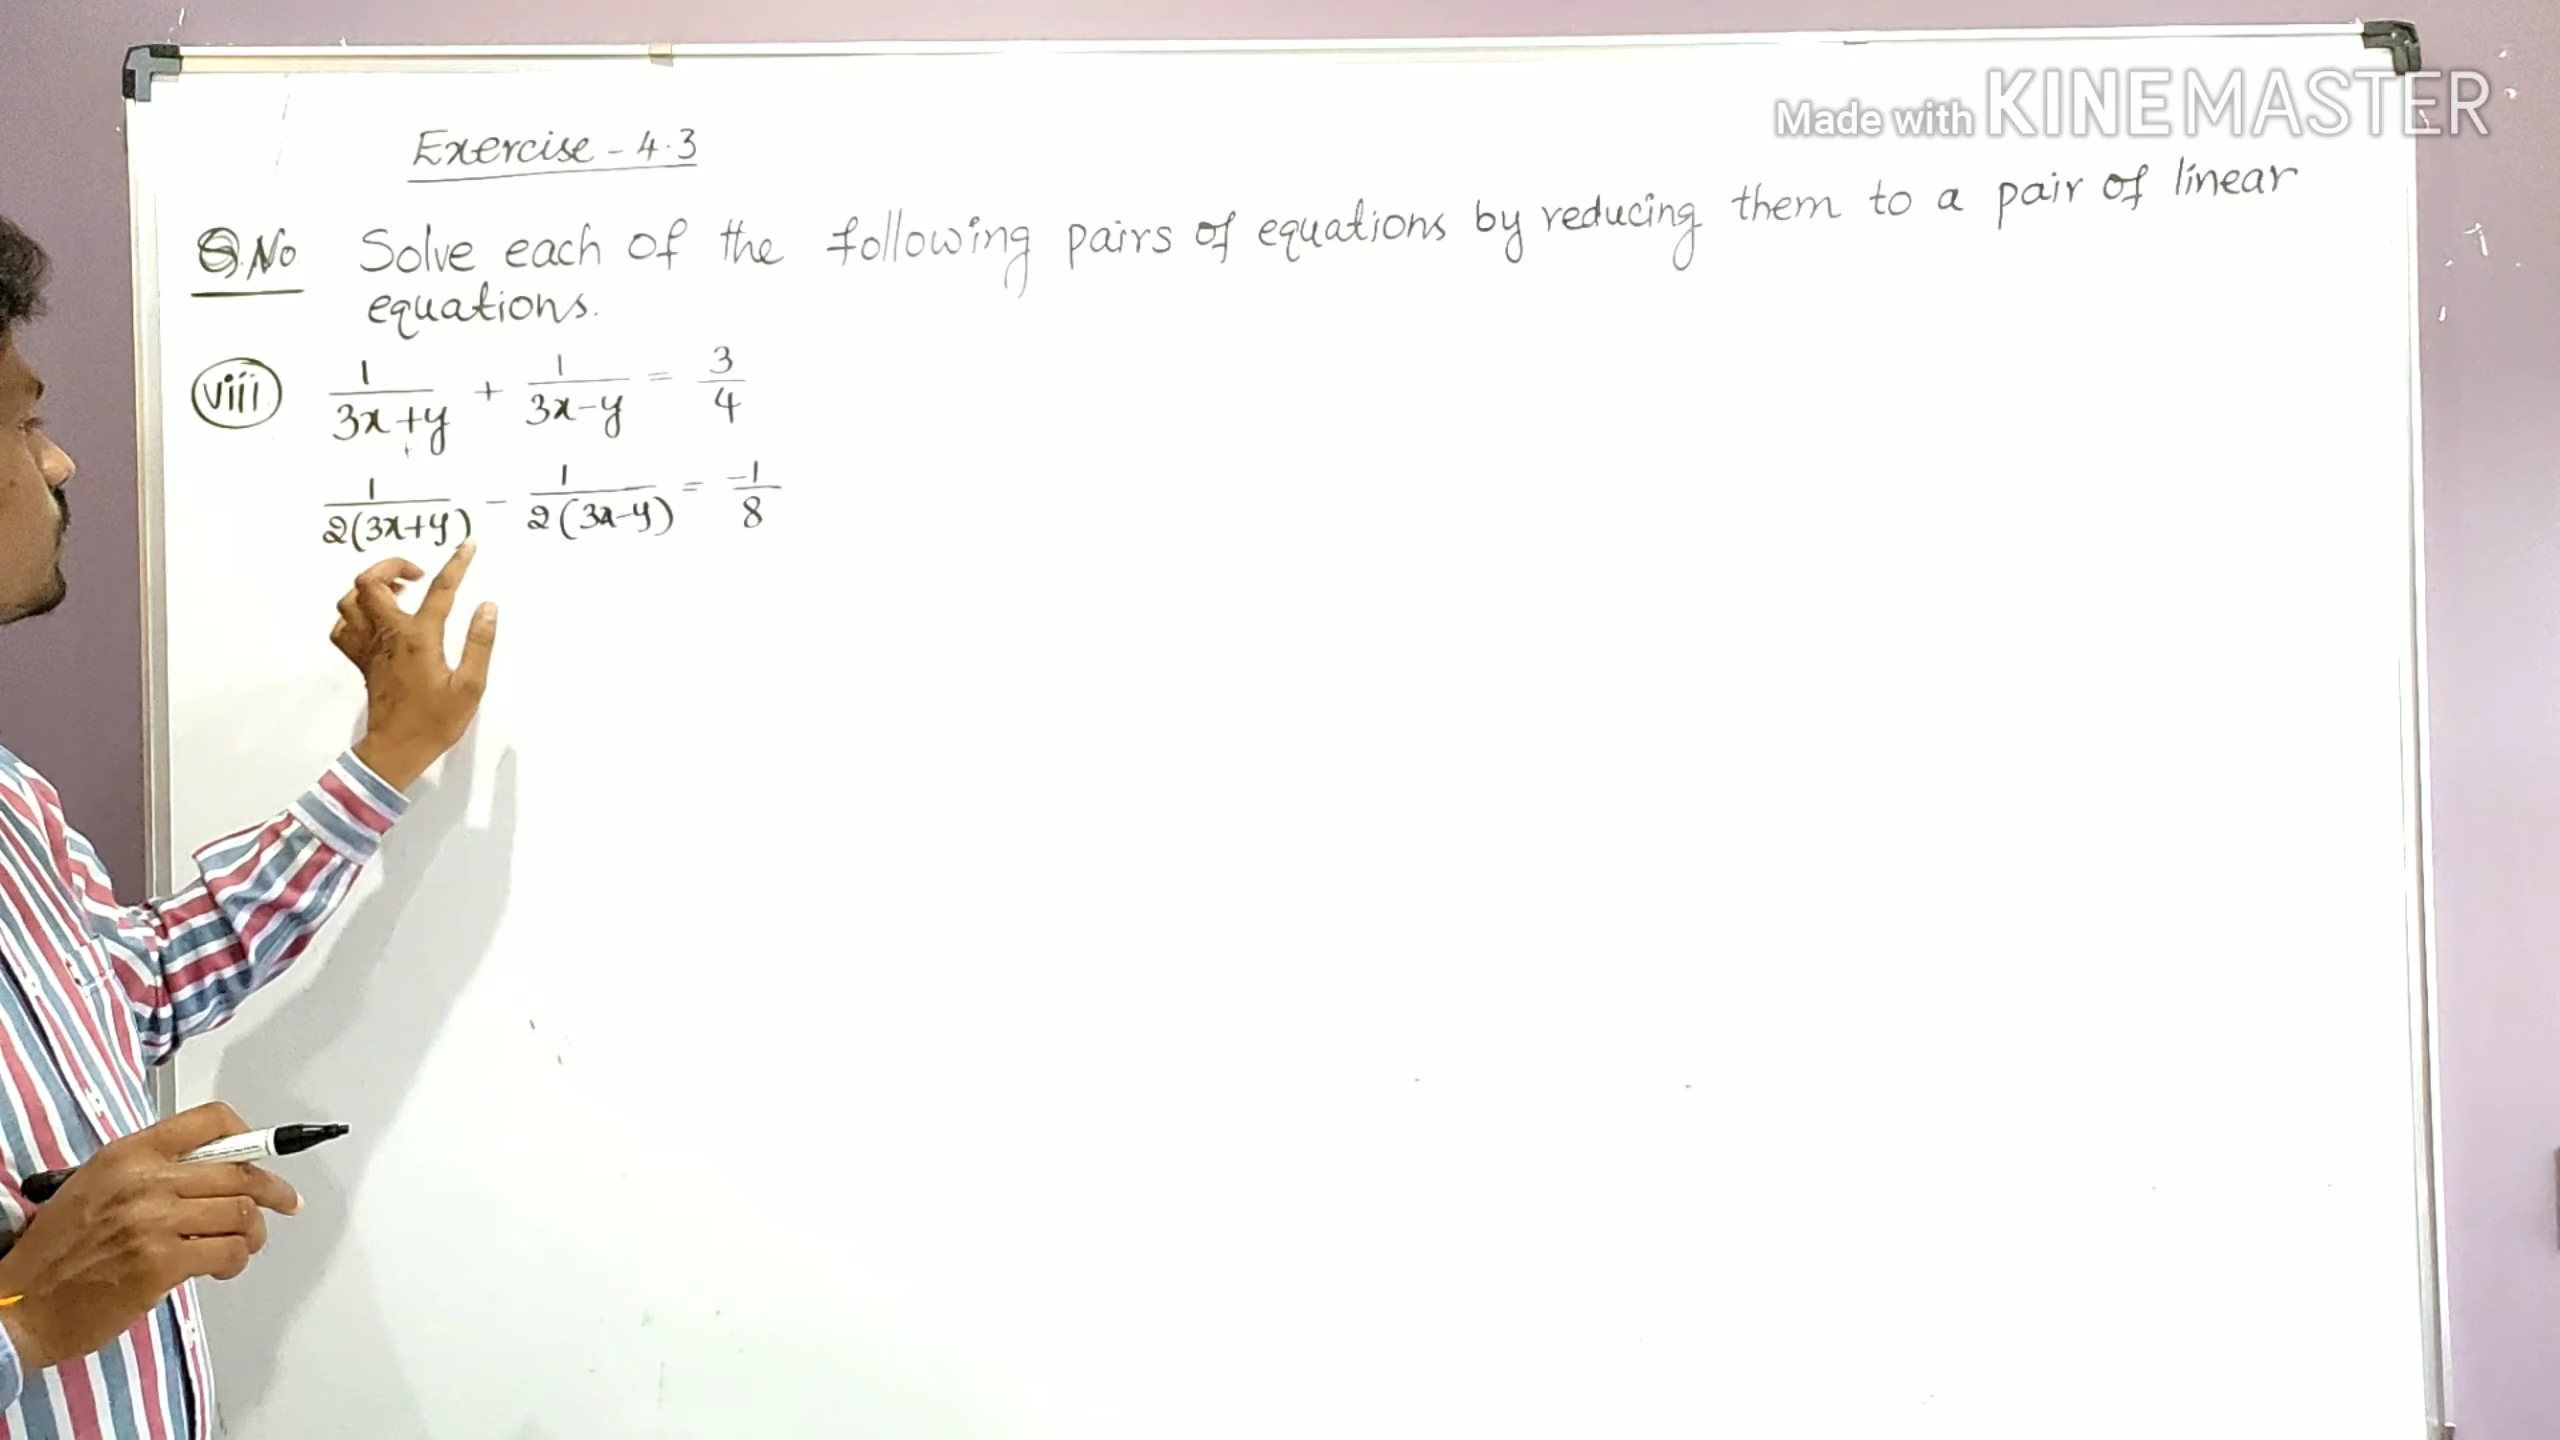 Made with KINEMASTER
Exercise - 4.3
Q.No Solve each of the following pairs of equations by reducing them to a pair of linear
equations.
viii 1/(3x+y) + 1/(3x-y) = 3/4
1/(2(3x+y)) - 1/(2(3x-y)) = -1/8